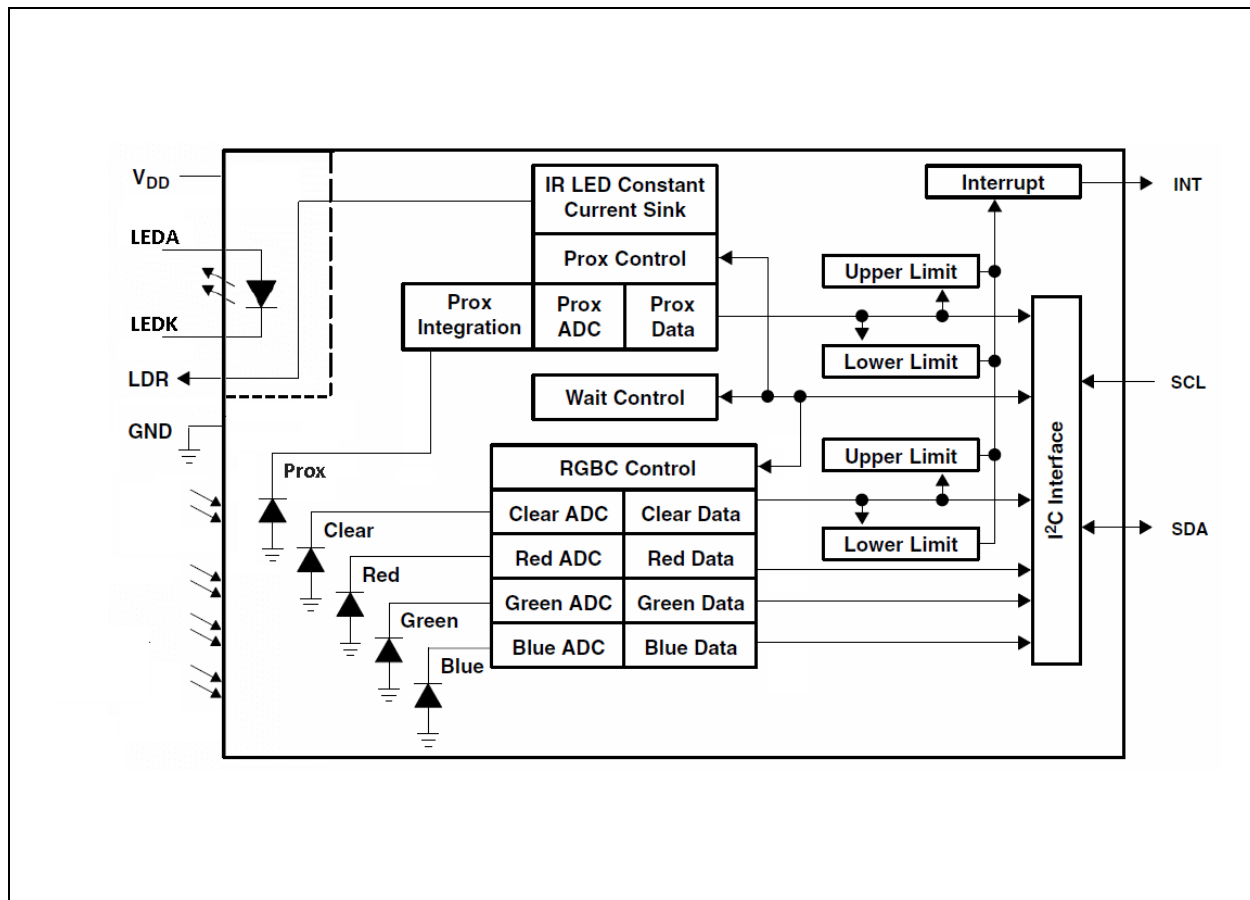 V_DD
LEDA
LEDK
LDR
GND
IR LED Constant
Current Sink
Prox Control
Prox
Integration
Prox
ADC
Prox
Data
Wait Control
RGBC Control
Clear ADC
Clear Data
Red ADC
Red Data
Green ADC
Green Data
Blue ADC
Blue Data
Prox
Clear
Red
Green
Blue
Interrupt
Upper Limit
Lower Limit
Upper Limit
Lower Limit
I²C Interface
INT
SCL
SDA